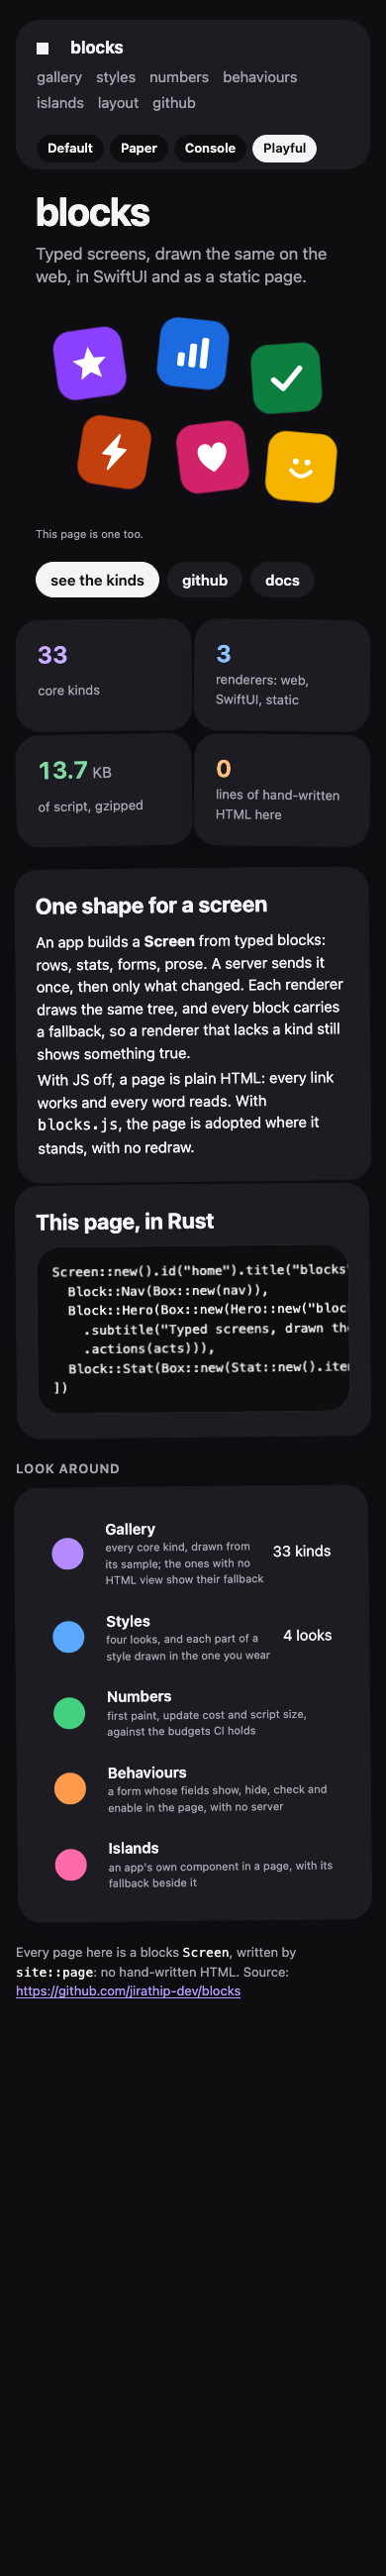 blocks
gallery styles numbers behaviours
islands layout github
Default Paper Console Playful
blocks
Typed screens, drawn the same on the
web, in SwiftUI and as a static page.
This page is one too.
see the kinds github docs
33
core kinds
3
renderers: web,
SwiftUI, static
13.7 KB
of script, gzipped
0
lines of hand-written
HTML here
One shape for a screen
An app builds a Screen from typed blocks:
rows, stats, forms, prose. A server sends it
once, then only what changed. Each renderer
draws the same tree, and every block carries
a fallback, so a renderer that lacks a kind still
shows something true.
With JS off, a page is plain HTML: every link
works and every word reads. With
blocks.js, the page is adopted where it
stands, with no redraw.
This page, in Rust
Screen::new().id("home").title("blocks"
Block::Nav(Box::new(nav)),
Block::Hero(Box::new(Hero::new("bloc
.subtitle("Typed screens, drawn the
.actions(acts))),
Block::Stat(Box::new(Stat::new().ite
])
LOOK AROUND
Gallery
every core kind, drawn from
its sample; the ones with no
HTML view show their fallback
33 kinds
Styles
four looks, and each part of a
style drawn in the one you wear
4 looks
Numbers
first paint, update cost and script size,
against the budgets CI holds
Behaviours
a form whose fields show, hide, check and
enable in the page, with no server
Islands
an app's own component in a page, with its
fallback beside it
Every page here is a blocks Screen, written by
site::page: no hand-written HTML. Source:
https://github.com/jirathip-dev/blocks